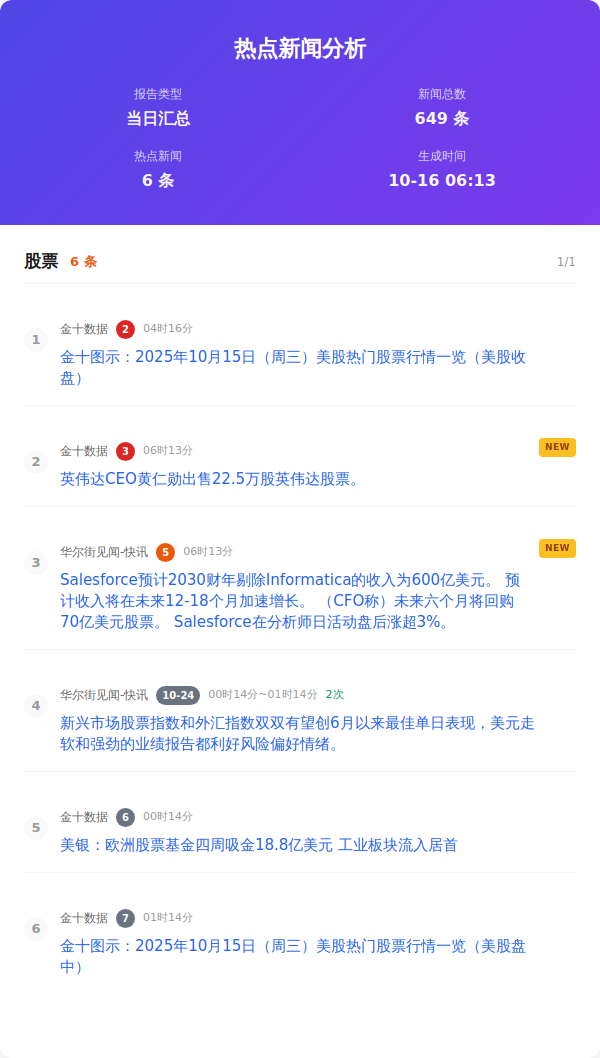 热点新闻分析
报告类型
新闻总数
当日汇总
649 条
热点新闻
生成时间
6 条
10-16 06:13
股票 6 条 1/1
1 金十数据 2 04时16分
金十图示：2025年10月15日（周三）美股热门股票行情一览（美股收
盘）
2 金十数据 3 06时13分 NEW
英伟达CEO黄仁勋出售22.5万股英伟达股票。
3 华尔街见闻-快讯 5 06时13分 NEW
Salesforce预计2030财年剔除Informatica的收入为600亿美元。 预
计收入将在未来12-18个月加速增长。 （CFO称）未来六个月将回购
70亿美元股票。 Salesforce在分析师日活动盘后涨超3%。
4 华尔街见闻-快讯 10-24 00时14分~01时14分 2次
新兴市场股票指数和外汇指数双双有望创6月以来最佳单日表现，美元走
软和强劲的业绩报告都利好风险偏好情绪。
5 金十数据 6 00时14分
美银：欧洲股票基金四周吸金18.8亿美元 工业板块流入居首
6 金十数据 7 01时14分
金十图示：2025年10月15日（周三）美股热门股票行情一览（美股盘
中）